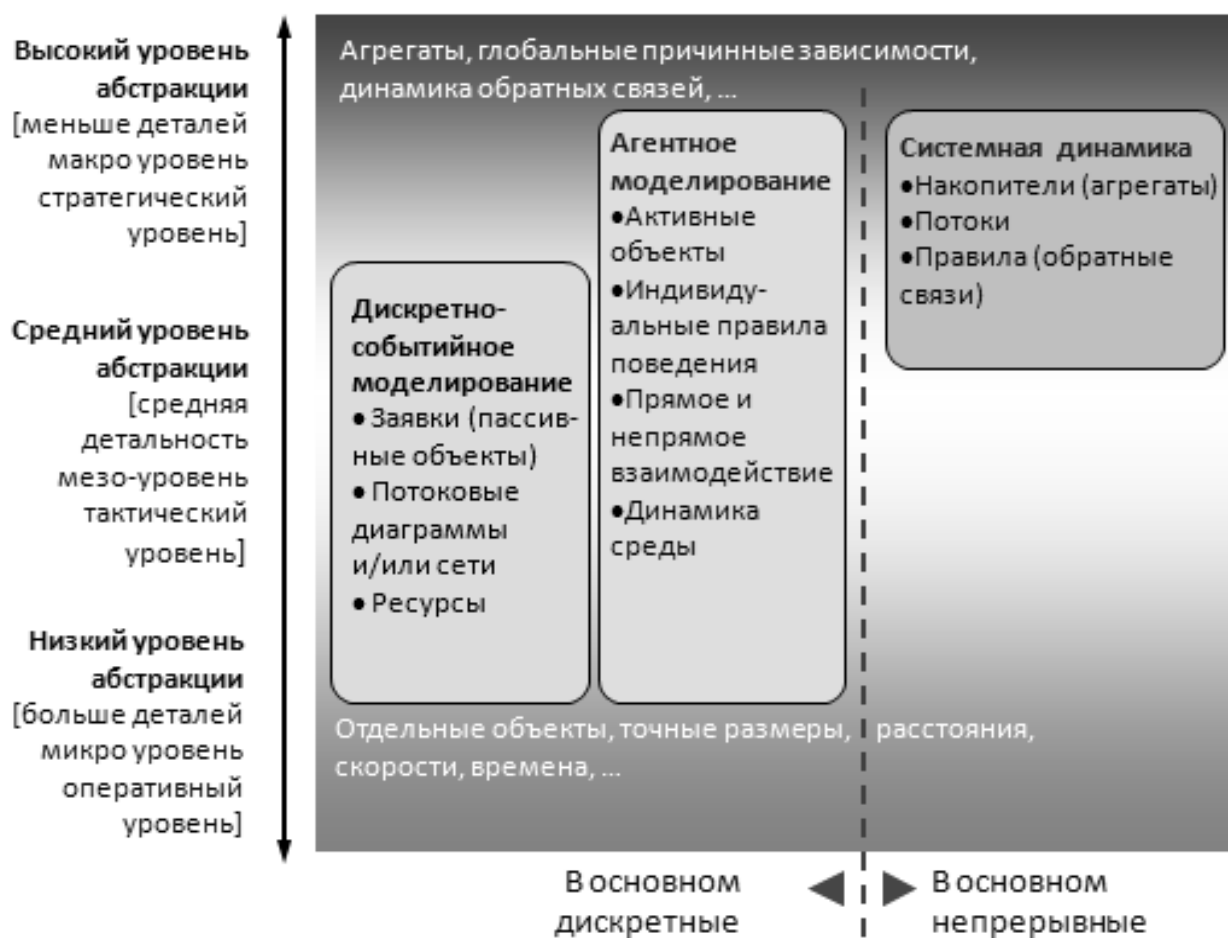 Высокий уровень
абстракции
[меньше деталей
макро уровень
стратегический
уровень]
Средний уровень
абстракции
[средняя
детальность
мезо-уровень
тактический
уровень]
Низкий уровень
абстракции
[больше деталей
микро уровень
оперативный
уровень]
Агрегаты, глобальные причинные зависимости,
динамика обратных связей, ...
Дискретно-
событийное
моделирование
• Заявки (пассив-
ные объекты)
• Потоковые
диаграммы
и/или сети
• Ресурсы
Агентное
моделирование
•Активные
объекты
•Индивиду-
альные правила
поведения
•Прямое и
непрямое
взаимодействие
•Динамика
среды
Системная динамика
•Накопители (агрегаты)
•Потоки
•Правила (обратные
связи)
Отдельные объекты, точные размеры, расстояния,
скорости, времена, ...
В основном
дискретные
В основном
непрерывные